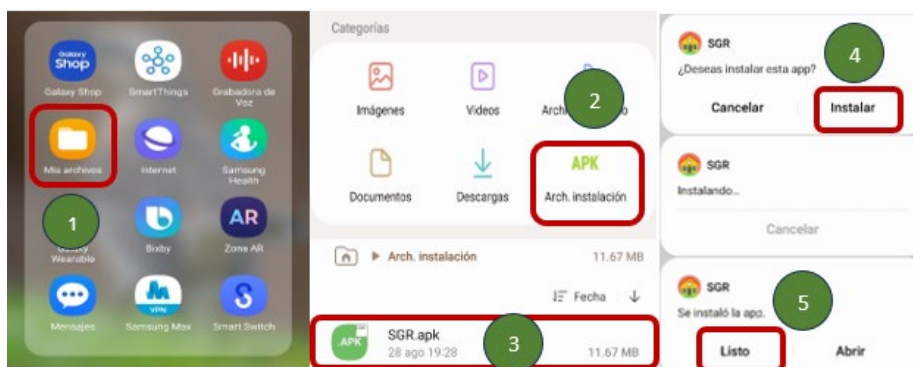 Galaxy
Shop
Galaxy Shop
SmartThings
Grabadora de
Voz
Mis archivos
Internet
Samsung
Health
1
Wearable
Bixby
AR
Zona AR
Mensajes
VPN
Samsung Max
S
Smart Switch
Categorías
Imágenes
Videos
2
Documentos
Descargas
APK
Arch. instalación
Arch. instalación
11.67 MB
Fecha
.APK
SGR.apk
28 ago 19:28
3
11.67 MB
SGR
4
¿Deseas instalar esta app?
Cancelar
Instalar
SGR
Instalando...
Cancelar
SGR
5
Se instaló la app.
Listo
Abrir